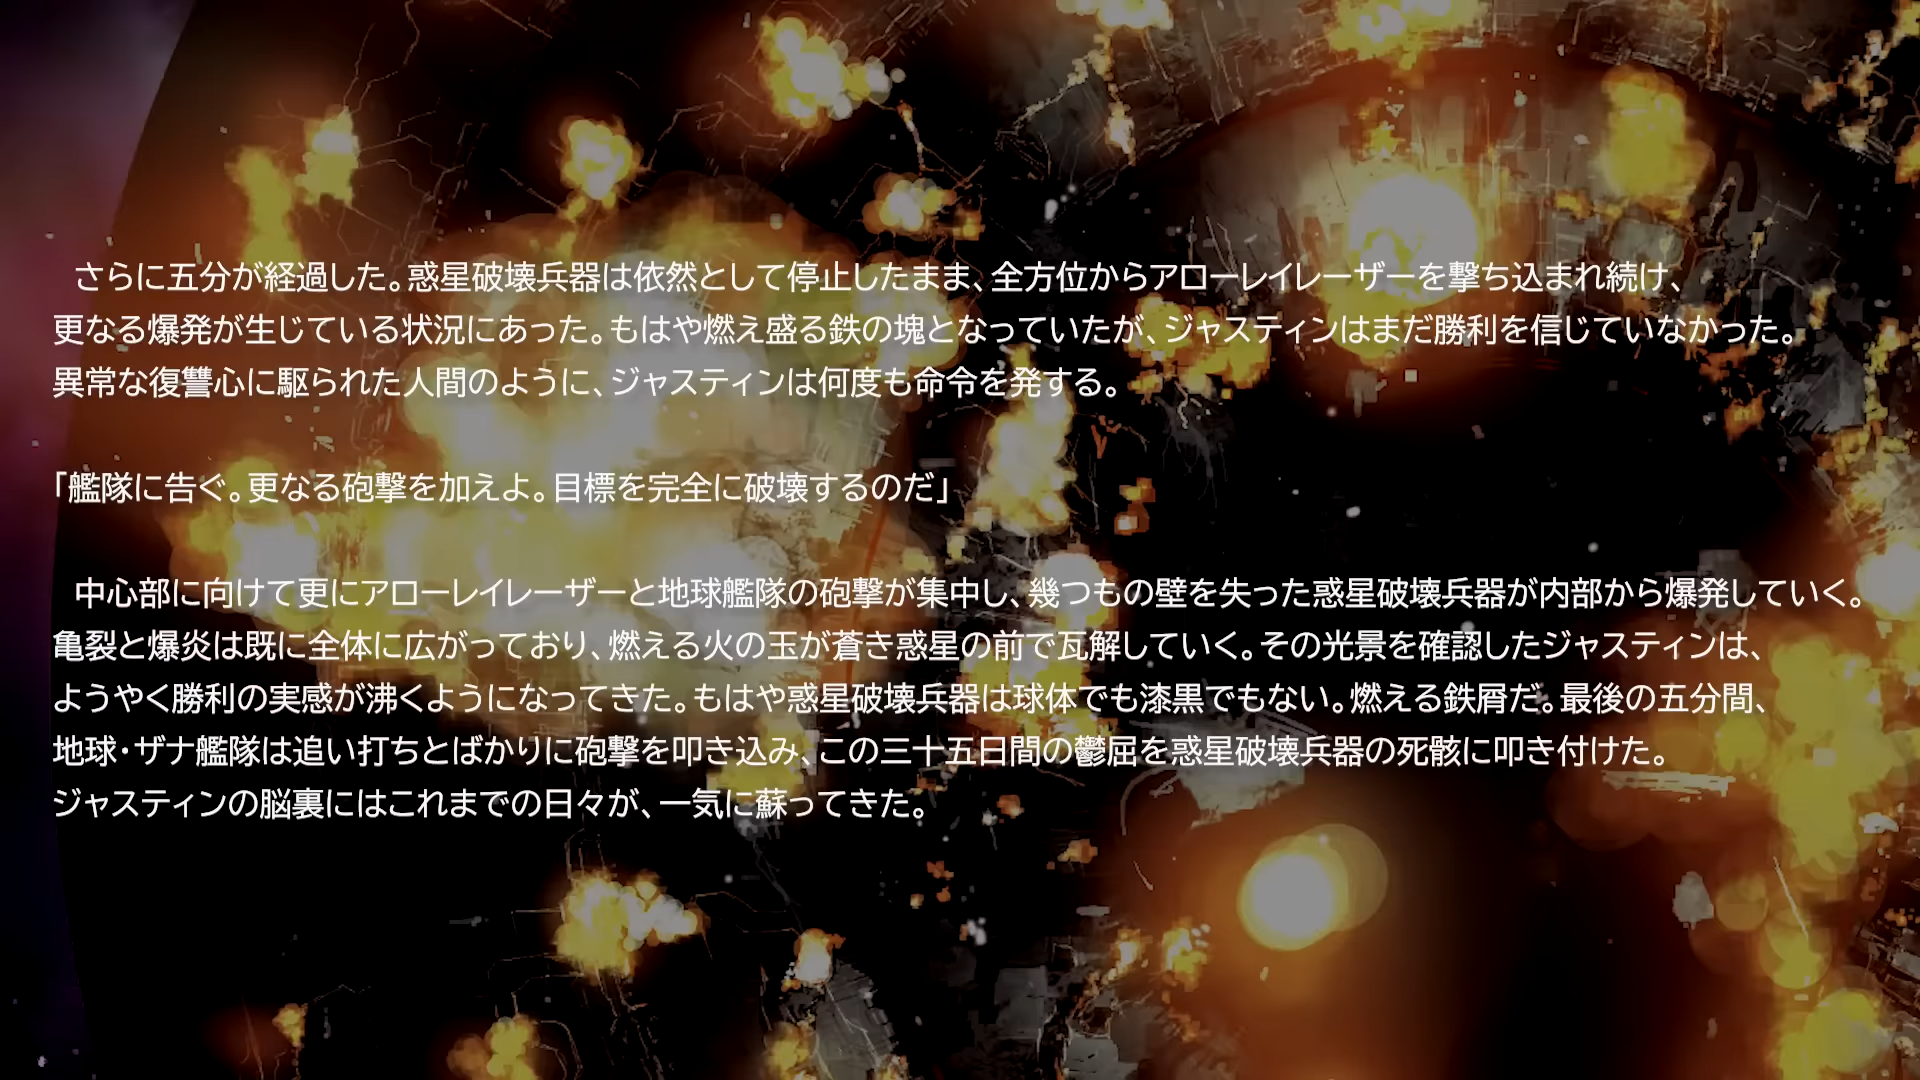 さらに五分が経過した。惑星破壊兵器は依然として停止したまま、全方位からアローレイレーザーを撃ち込まれ続け、
更なる爆発が生じている状況にあった。もはや燃え盛る鉄の塊となっていたが、ジャスティンはまだ勝利を信じていなかった。
異常な復讐心に駆られた人間のように、ジャスティンは何度も命令を発する。
「艦隊に告ぐ。更なる砲撃を加えよ。目標を完全に破壊するのだ」
中心部に向けて更にアローレイレーザーと地球艦隊の砲撃が集中し、幾つもの壁を失った惑星破壊兵器が内部から爆発していく。
亀裂と爆炎は既に全体に広がっており、燃える火の玉が蒼き惑星の前で瓦解していく。その光景を確認したジャスティンは、
ようやく勝利の実感が沸くようになってきた。もはや惑星破壊兵器は球体でも漆黒でもない。燃える鉄屑だ。最後の五分間、
地球・ザナ艦隊は追い打ちとばかりに砲撃を叩き込み、この三十五日間の鬱屈を惑星破壊兵器の死骸に叩き付けた。
ジャスティンの脳裏にはこれまでの日々が、一気に蘇ってきた。